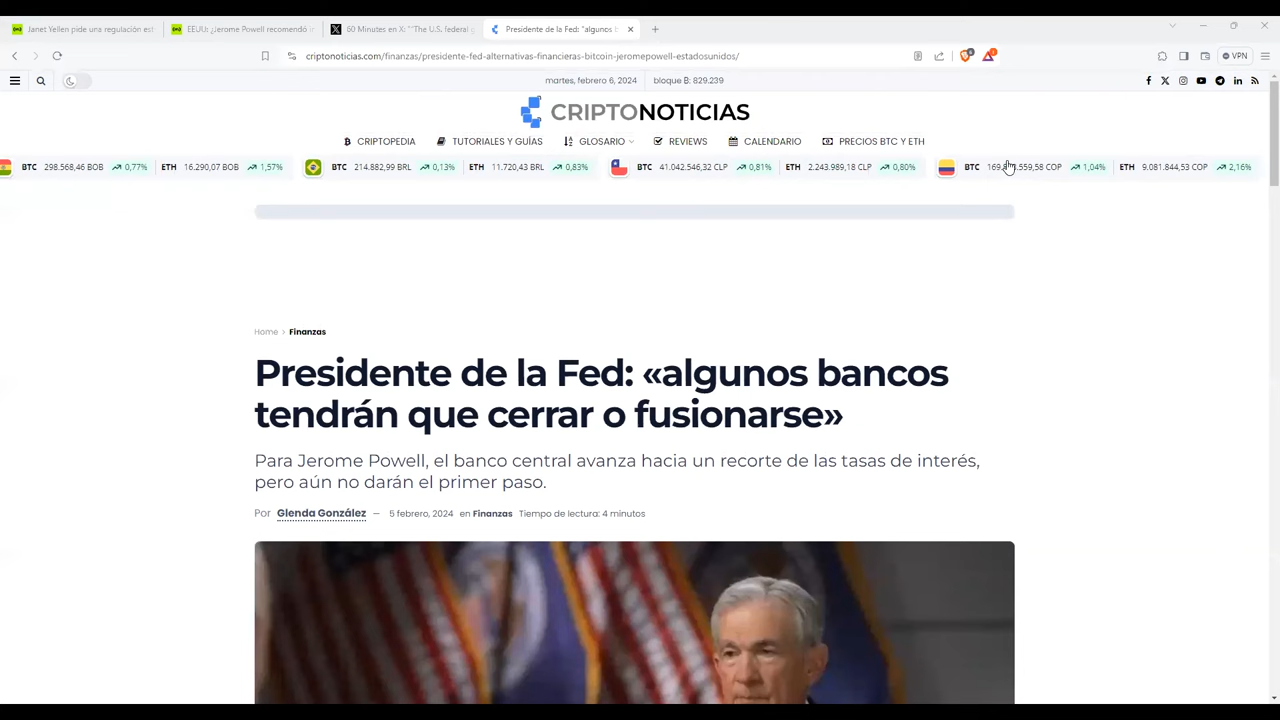 Janet Yellen pide una regulación est
EEUU: ¿Jerome Powell recomendó
60 Minutes en X: "The U.S. federal g
Presidente de la Fed: "algunos b
criptonoticias.com/finanzas/presidente-fed-alternativas-financieras-bitcoin-jeromepowell-estadosunidos/
VPN
martes, febrero 6, 2024 bloque ₿: 829.239
CRIPTONOTICIAS
CRIPTOPEDIA TUTORIALES Y GUÍAS GLOSARIO REVIEWS CALENDARIO PRECIOS BTC Y ETH
BTC 298.568,46 BOB 0,77% ETH 16.290,07 BOB 1,57% BTC 214.882,99 BRL 0,13% ETH 11.720,43 BRL 0,83% BTC 41.042.546,32 CLP 0,81% ETH 2.243.989,18 CLP 0,80% BTC COP 1,04% ETH 9.081.844,53 COP 2,16%
Home > Finanzas
Presidente de la Fed: «algunos bancos
tendrán que cerrar o fusionarse»
Para Jerome Powell, el banco central avanza hacia un recorte de las tasas de interés,
pero aún no darán el primer paso.
Por Glenda González — 5 febrero, 2024 en Finanzas Tiempo de lectura: 4 minutos